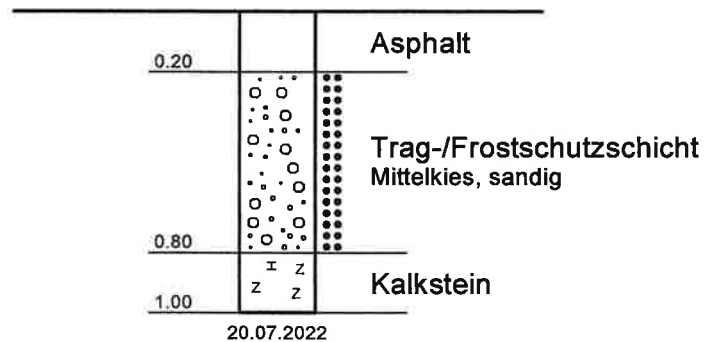 Asphalt
0.20
Trag-/Frostschutzschicht
Mittelkies, sandig
0.80
Kalkstein
1.00
20.07.2022